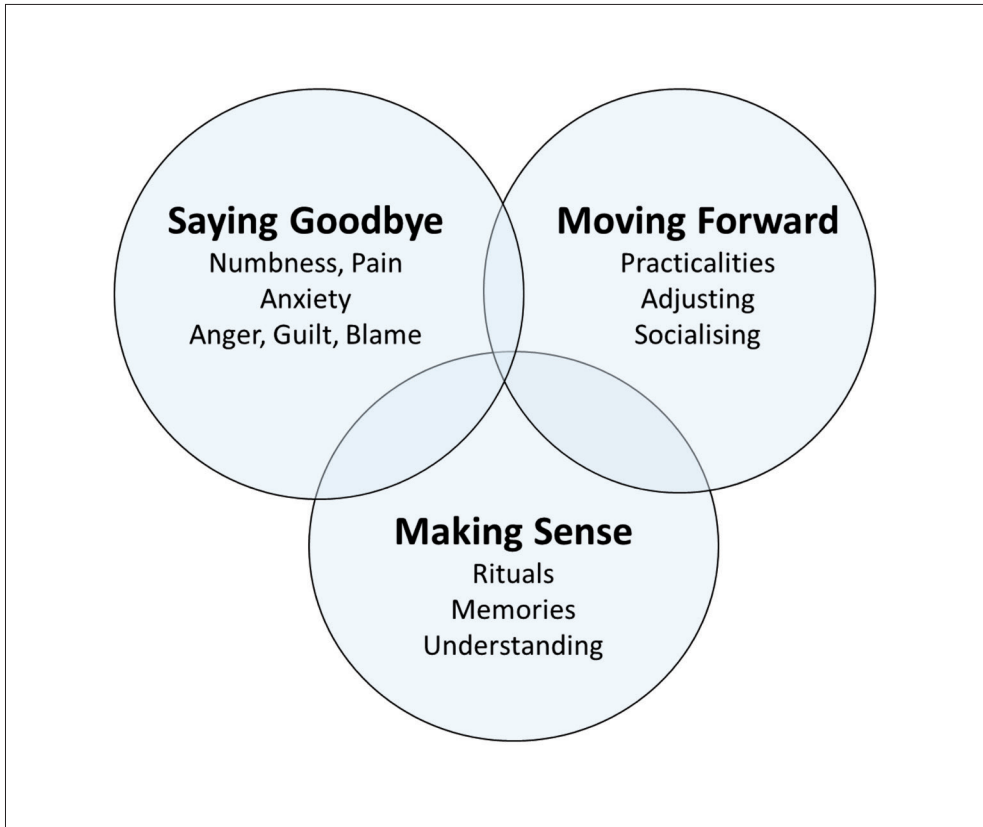 Saying Goodbye
Numbness, Pain
Anxiety
Anger, Guilt, Blame
Moving Forward
Practicalities
Adjusting
Socialising
Making Sense
Rituals
Memories
Understanding